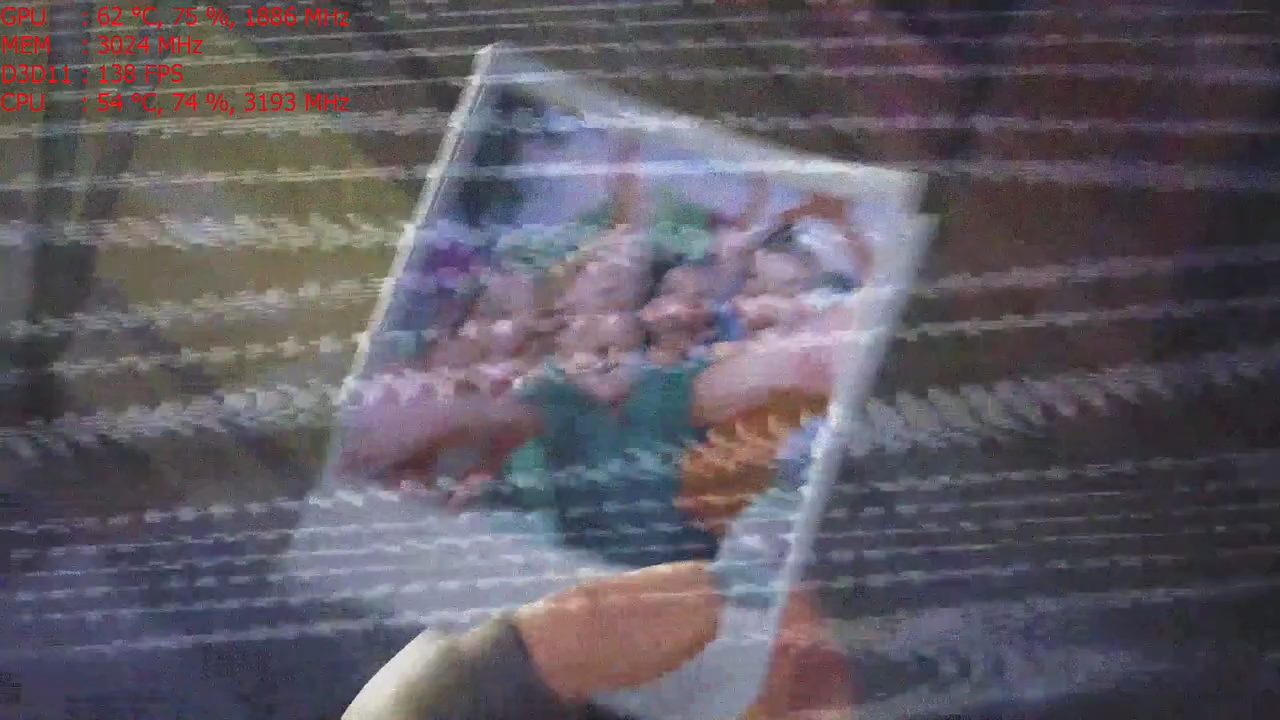 GPU : 62 °C, 75 %, 1886 MHz
MEM : 3024 MHz
D3D11 : 138 FPS
CPU : 54 °C, 74 %, 3193 MHz